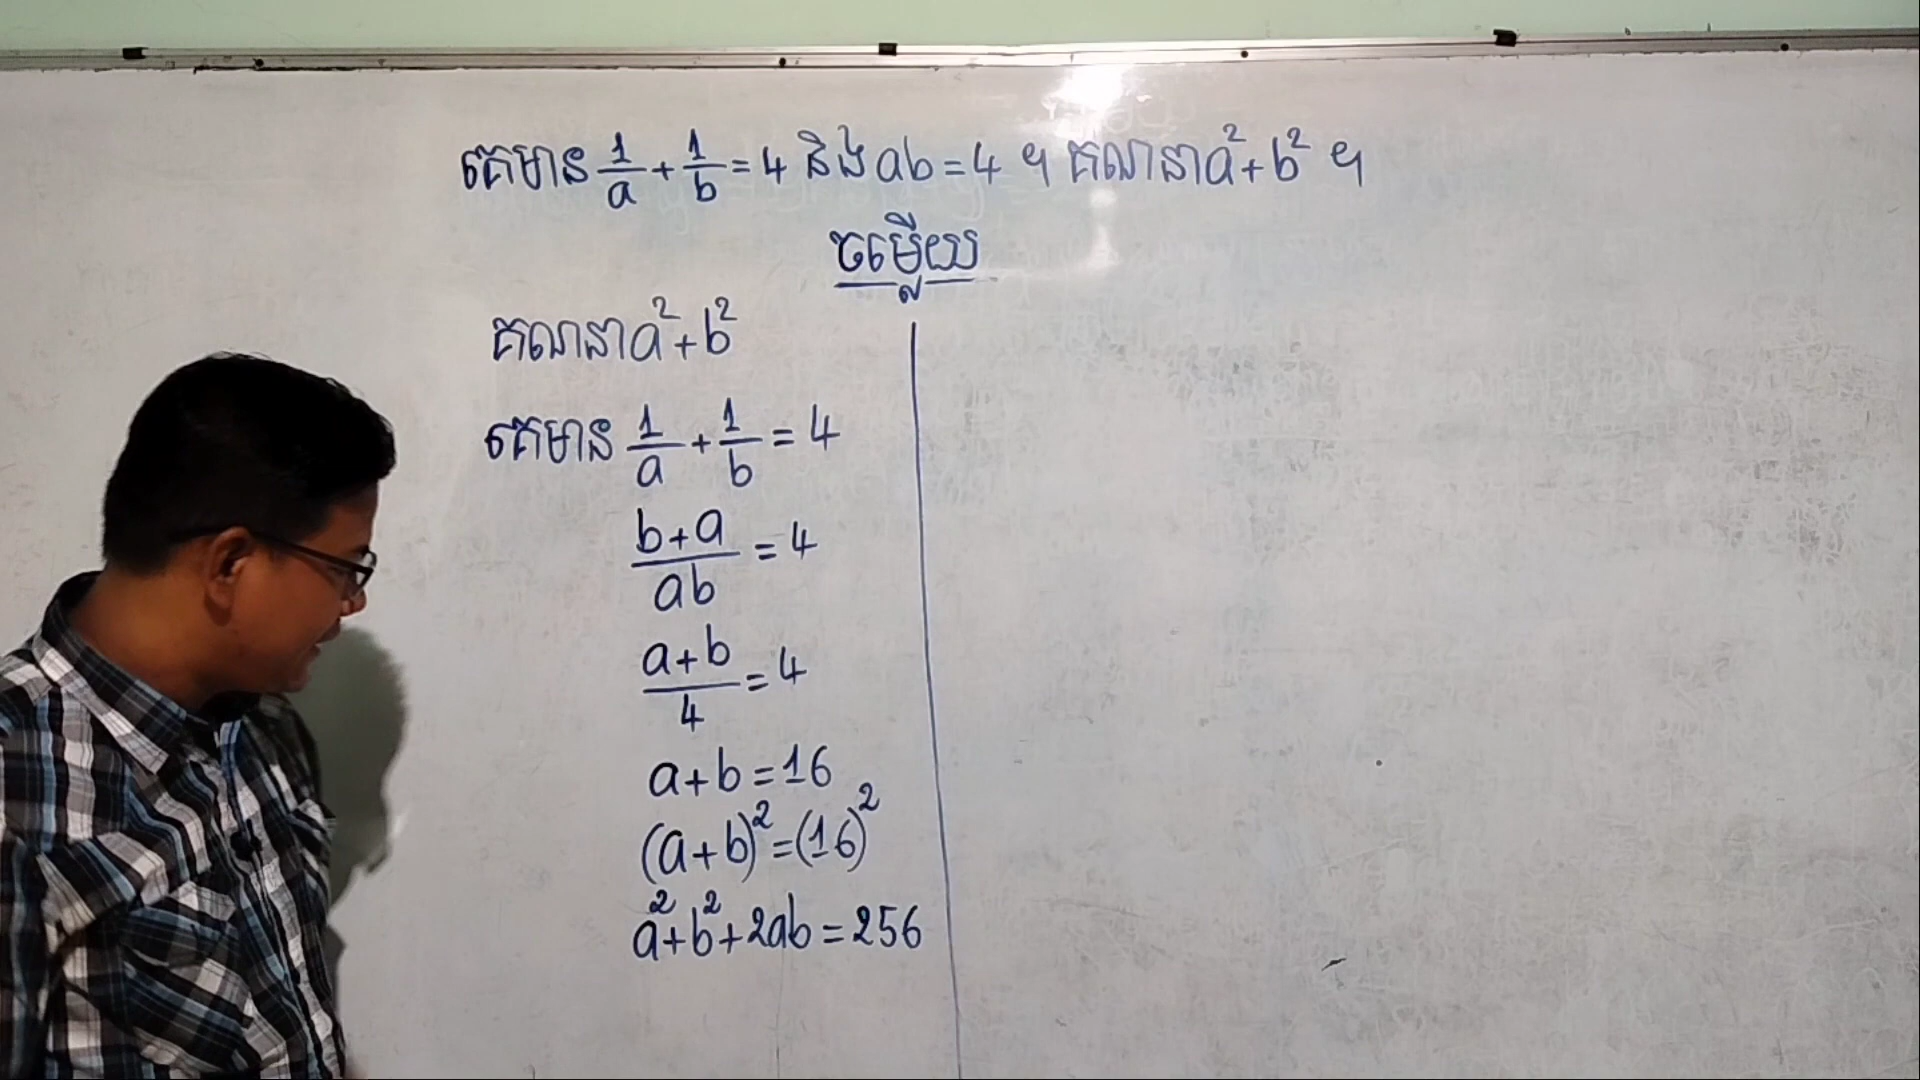 គេមាន 1/a + 1/b = 4 និង ab = 4 ។ គណនា a² + b² ។
ចម្លើយ
គណនា a² + b²
គេមាន 1/a + 1/b = 4
(b+a)/ab = 4
(a+b)/4 = 4
a+b = 16
(a+b)² = (16)²
a² + b² + 2ab = 256